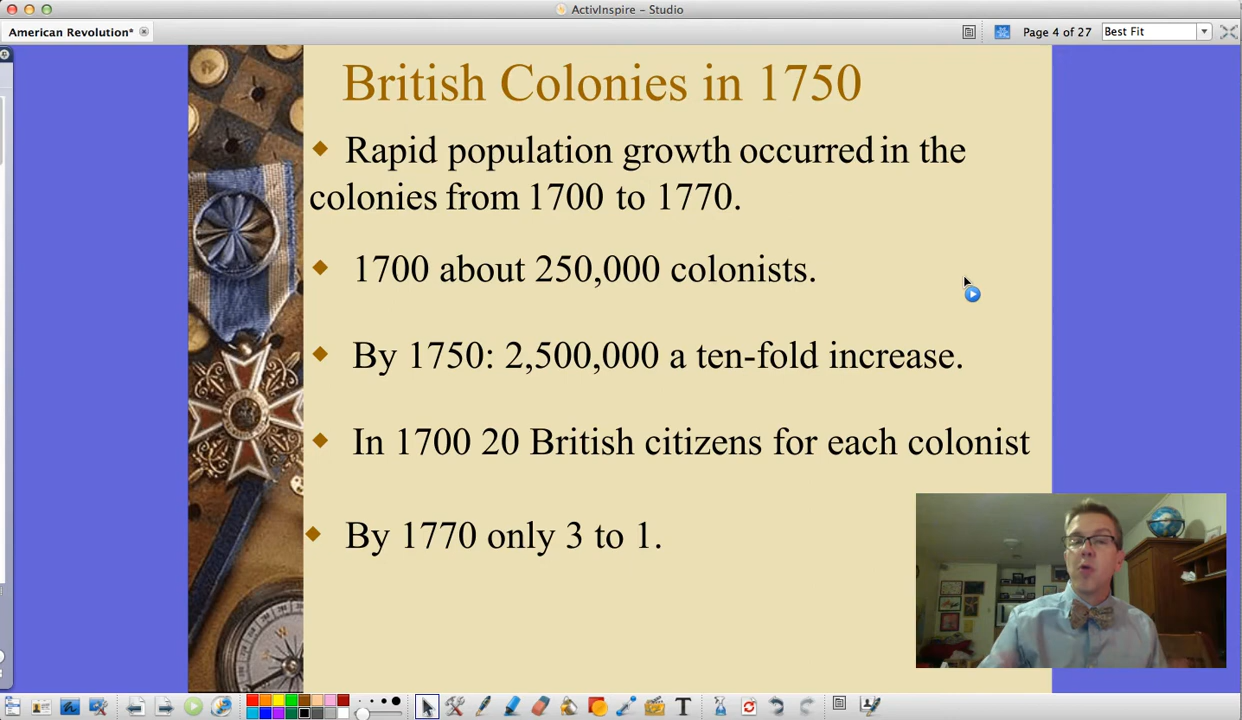 ActivInspire – Studio
American Revolution*
Page 4 of 27
Best Fit
British Colonies in 1750
Rapid population growth occurred in the
colonies from 1700 to 1770.
1700 about 250,000 colonists.
By 1750: 2,500,000 a ten-fold increase.
In 1700 20 British citizens for each colonist
By 1770 only 3 to 1.
T